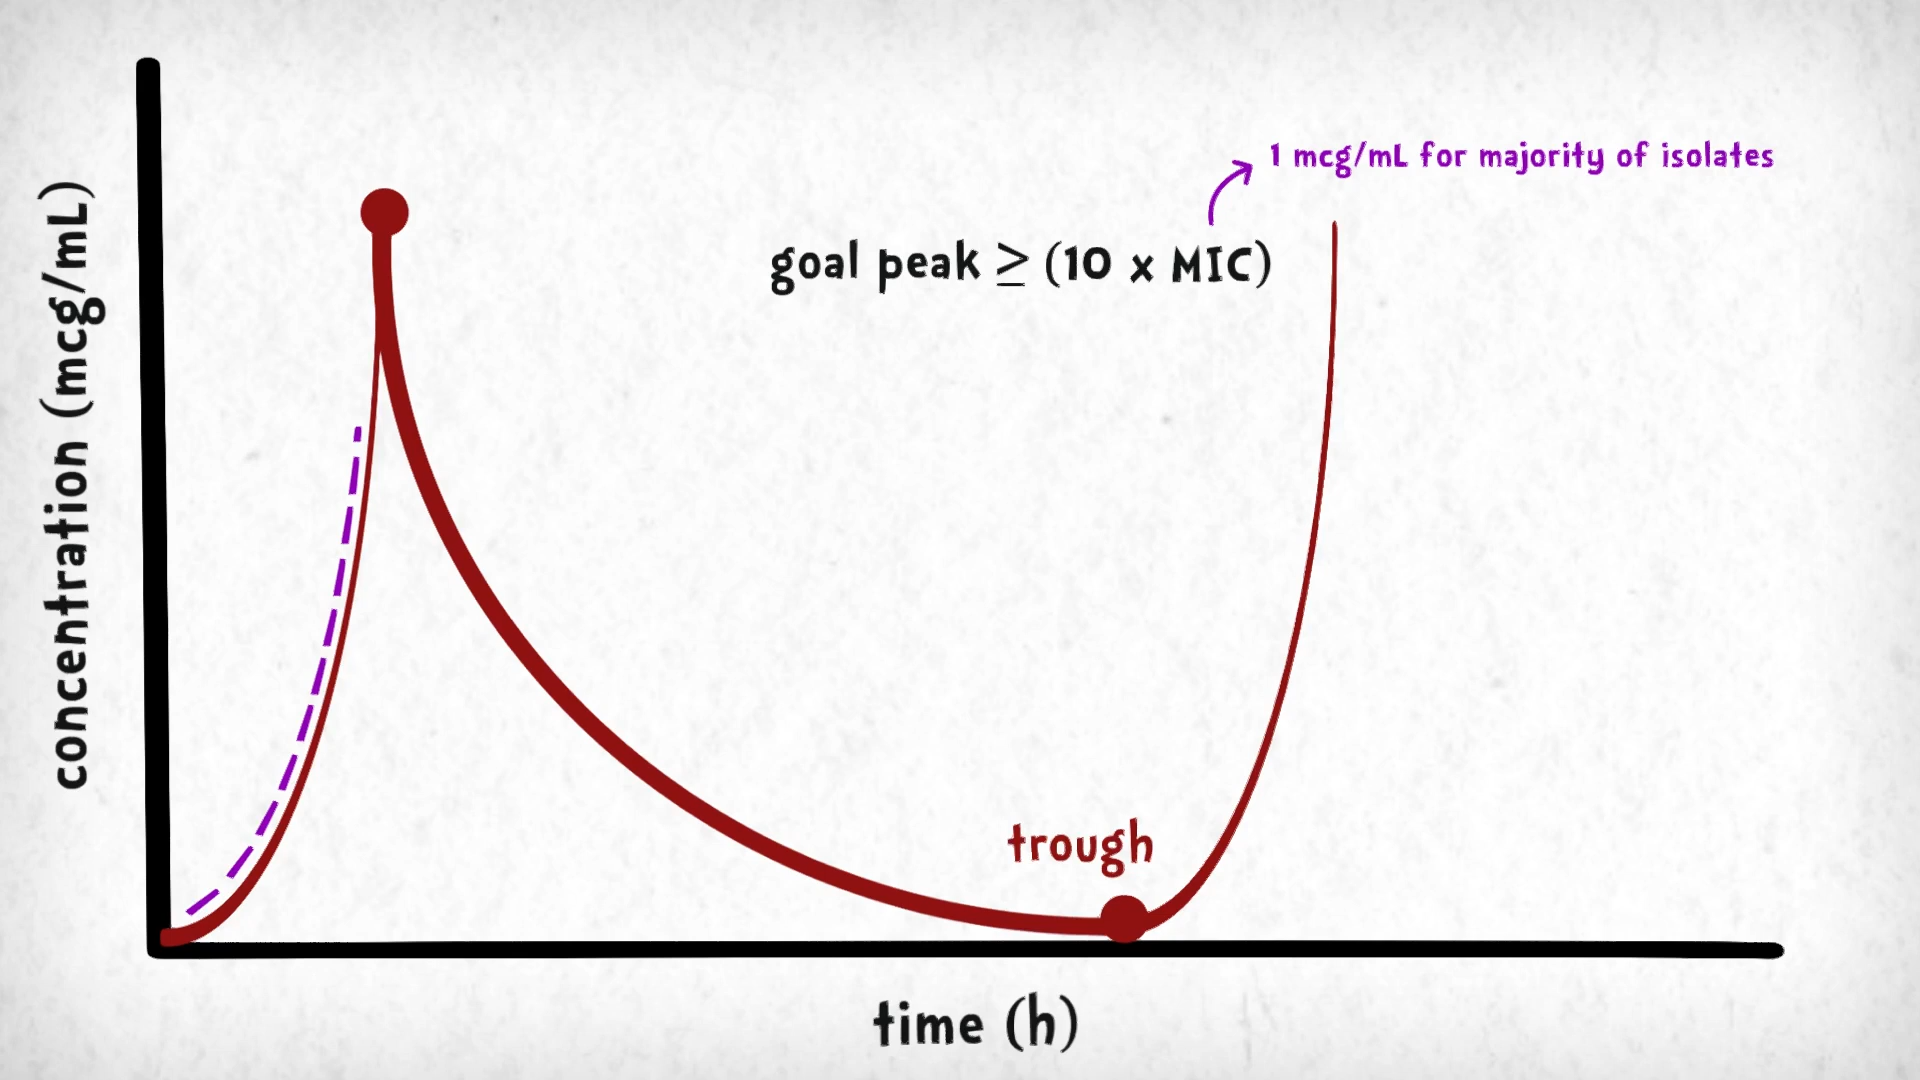 concentration (mcg/mL)
1 mcg/mL for majority of isolates
goal peak ≥ (10 x MIC)
trough
time (h)